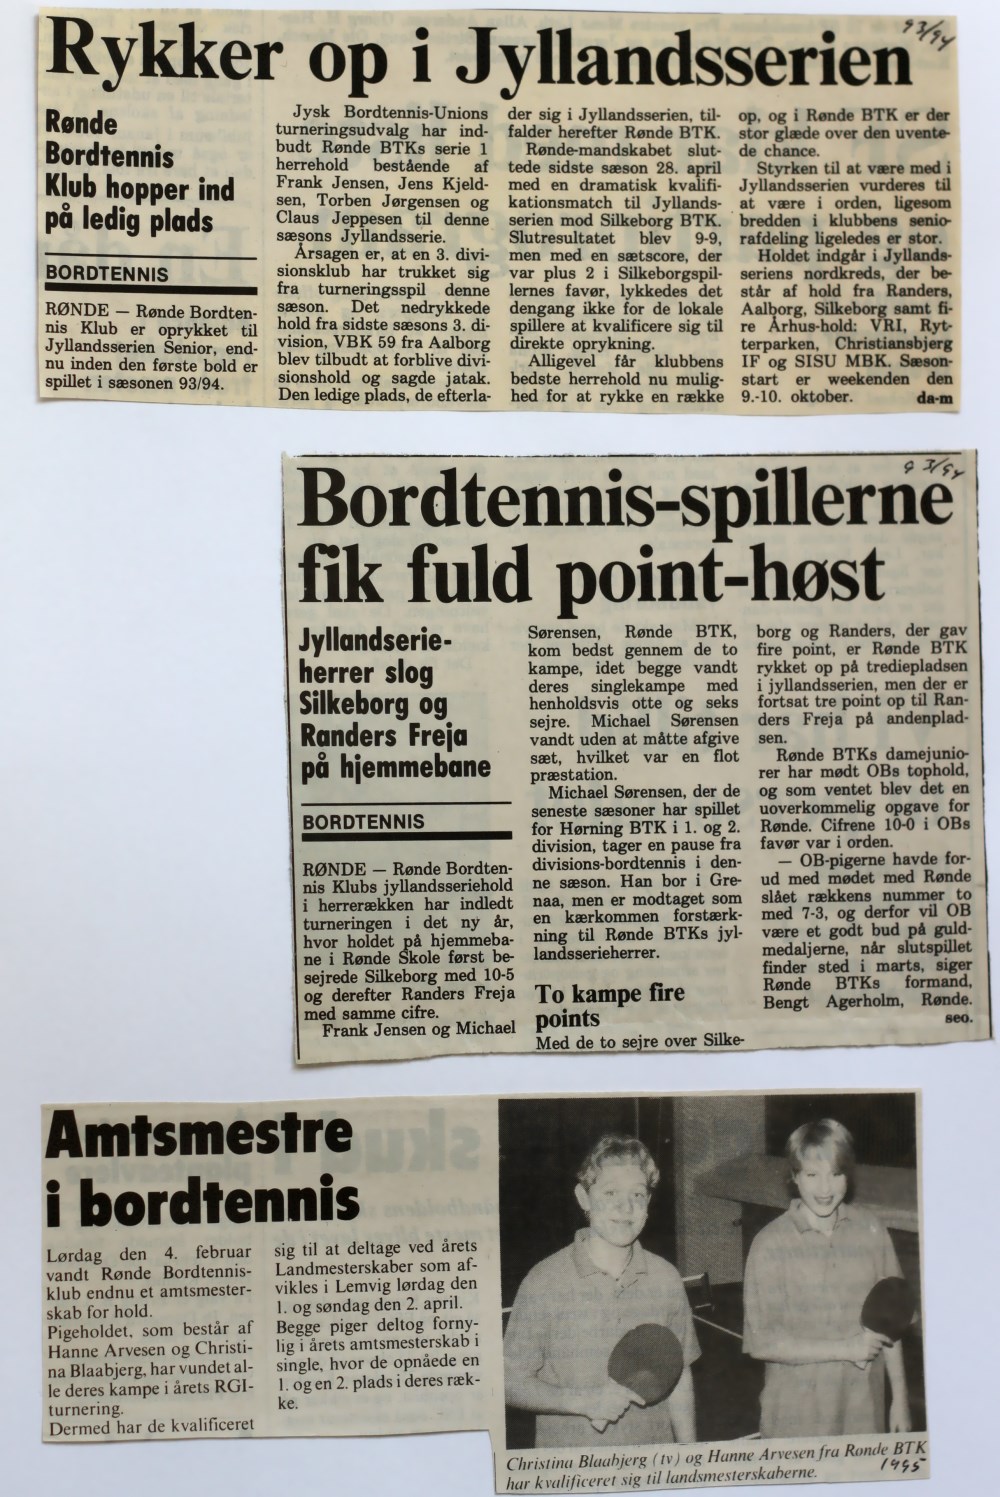 93/94
Rykker op i Jyllandsserien
Rønde
Bordtennis
Klub hopper ind
på ledig plads
BORDTENNIS
RØNDE — Rønde Bordten-
nis Klub er oprykket til
Jyllandsserien Senior, end-
nu inden den første bold er
spillet i sæsonen 93/94.
Jysk Bordtennis-Unions
turneringsudvalg har ind-
budt Rønde BTKs serie 1
herrehold bestående af
Frank Jensen, Jens Kjeld-
sen, Torben Jørgensen og
Claus Jeppesen til denne
sæsons Jyllandsserie.
Årsagen er, at en 3. divi-
sionsklub har trukket sig
fra turneringsspil denne
sæson. Det nedrykkede
hold fra sidste sæsons 3. di-
vision, VBK 59 fra Aalborg
blev tilbudt at forblive divi-
sionshold og sagde jatak.
Den ledige plads, de efterla-
der sig i Jyllandsserien, til-
falder herefter Rønde BTK.
Rønde-mandskabet slut-
tede sidste sæson 28. april
med en dramatisk kvalifi-
kationsmatch til Jyllands-
serien mod Silkeborg BTK.
Slutresultatet blev 9-9,
men med en sætscore, der
var plus 2 i Silkeborgspil-
lernes favør, lykkedes det
dengang ikke for de lokale
spillere at kvalificere sig til
direkte oprykning.
Alligevel får klubbens
bedste herrehold nu mulig-
hed for at rykke en række
op, og i Rønde BTK er der
stor glæde over den uvente-
de chance.
Styrken til at være med i
Jyllandsserien vurderes til
at være i orden, ligesom
bredden i klubbens senio-
rafdeling ligeledes er stor.
Holdet indgår i Jyllands-
seriens nordkreds, der be-
står af hold fra Randers,
Aalborg, Silkeborg samt fi-
re Århus-hold: VRI, Ryt-
terparken, Christiansbjerg
IF og SISU MBK. Sæson-
start er weekenden den
9.-10. oktober. da-m
93/94
Bordtennis-spillerne
fik fuld point-høst
Jyllandserie-
herrer slog
Silkeborg og
Randers Freja
på hjemmebane
BORDTENNIS
RØNDE — Rønde Bordten-
nis Klubs jyllandsseriehold
i herrerækken har indledt
turneringen i det ny år,
hvor holdet på hjemmeba-
ne i Rønde Skole først be-
sejrede Silkeborg med 10-5
og derefter Randers Freja
med samme cifre.
Frank Jensen og Michael
Sørensen, Rønde BTK,
kom bedst gennem de to
kampe, idet begge vandt
deres singlekampe med
henholdsvis otte og seks
sejre. Michael Sørensen
vandt uden at måtte afgive
sæt, hvilket var en flot
præstation.
Michael Sørensen, der de
seneste sæsoner har spillet
for Hørning BTK i 1. og 2.
division, tager en pause fra
divisions-bordtennis i den-
ne sæson. Han bor i Gre-
naa, men er modtaget som
en kærkommen forstærk-
ning til Rønde BTKs jyl-
landsserieherrer.
To kampe fire
points
Med de to sejre over Silke-
borg og Randers, der gav
fire point, er Rønde BTK
rykket op på tredjepladsen
i jyllandsserien, men der er
fortsat tre point op til Ran-
ders Freja på andenplad-
sen.
Rønde BTKs damejunio-
rer har mødt OBs tophold,
og som ventet blev det en
uoverkommelig opgave for
Rønde. Cifrene 10-0 i OBs
favør var i orden.
— OB-pigerne havde for-
ud med mødet med Rønde
slået rækkens nummer to
med 7-3, og derfor vil OB
være et godt bud på guld-
medaljerne, når slutspillet
finder sted i marts, siger
Rønde BTKs formand,
Bengt Agerholm, Rønde.
seo.
Amtsmestre
i bordtennis
Lørdag den 4. februar
vandt Rønde Bordtennis-
klub endnu et amtsmester-
skab for hold.
Pigeholdet, som består af
Hanne Arvesen og Christi-
na Blaabjerg, har vundet al-
le deres kampe i årets RGI-
turnering.
Dermed har de kvalificeret
sig til at deltage ved årets
Landmesterskaber som af-
vikles i Lemvig lørdag den
1. og søndag den 2. april.
Begge piger deltog forny-
lig i årets amtsmesterskab i
single, hvor de opnåede en
1. og en 2. plads i deres ræk-
ke.
Christina Blaabjerg (tv) og Hanne Arvesen fra Rønde BTK
har kvalificeret sig til landsmesterskaberne.
1995